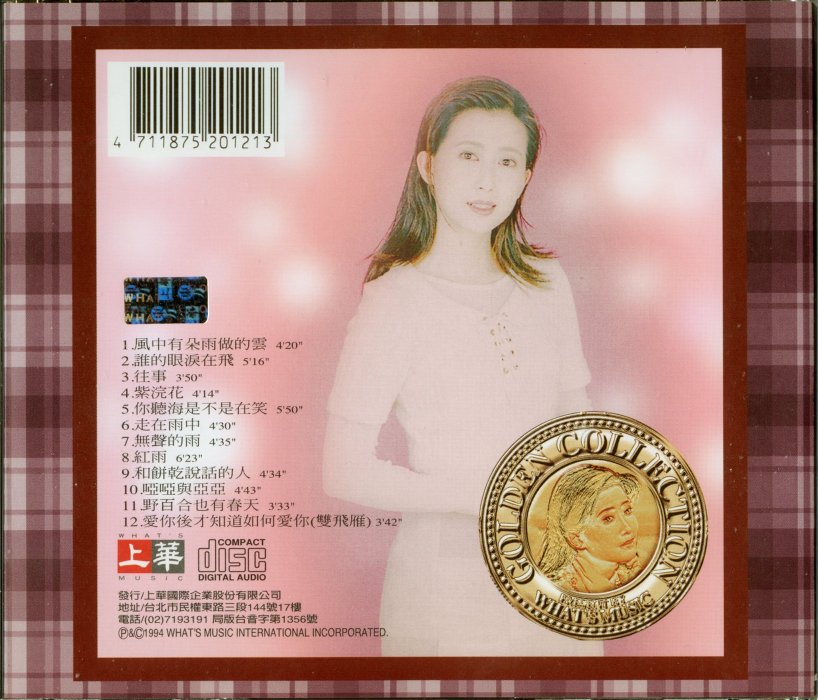 4 711875 201213
WHAT'S
1.風中有朵雨做的雲 4'20"
2.誰的眼淚在飛 5'16"
3.往事 3'50"
4.紫浣花 4'14"
5.你聽海是不是在笑 5'50"
6.走在雨中 4'30"
7.無聲的雨 4'35"
8.紅雨 6'23"
9.和餅乾說話的人 4'34"
10.啞啞與亞亞 4'43"
11.野百合也有春天 3'33"
12.愛你後才知道如何愛你(雙飛雁) 3'42"
WHAT'S
上華
MUSIC
COMPACT
disc
DIGITAL AUDIO
GOLDEN COLLECTION
WHAT'S MUSIC
發行/上華國際企業股份有限公司
地址/台北市民權東路三段144號17樓
電話/(02)7193191 局版台音字第1356號
Ⓟ&©1994 WHAT'S MUSIC INTERNATIONAL INCORPORATED.